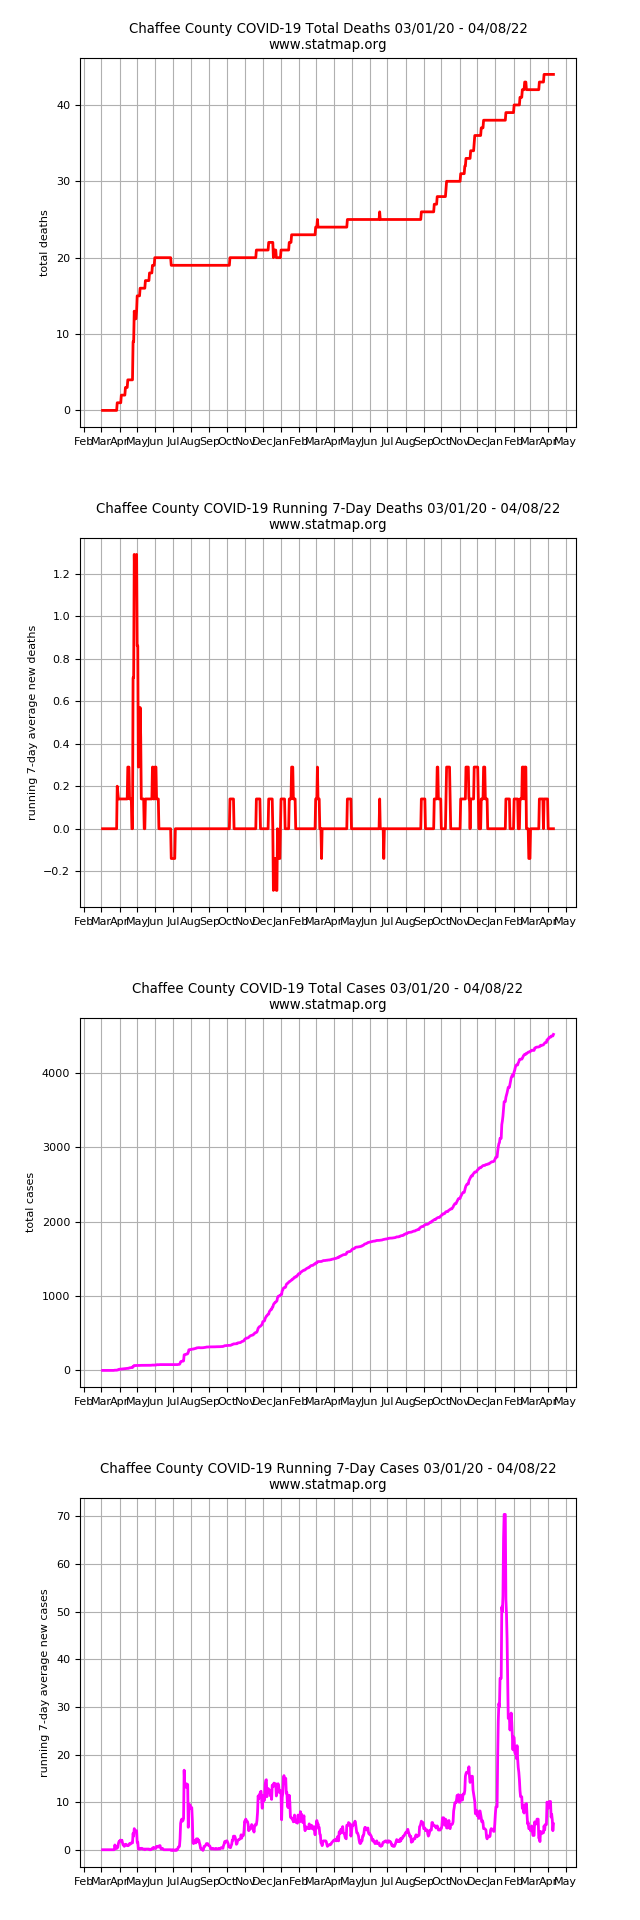 Chaffee County COVID-19 Total Deaths 03/01/20 - 04/08/22
www.statmap.org
total deaths
40
30
20
10
0
Feb Mar Apr May Jun Jul Aug Sep Oct Nov Dec Jan Feb Mar Apr May Jun Jul Aug Sep Oct Nov Dec Jan Feb Mar Apr May
Chaffee County COVID-19 Running 7-Day Deaths 03/01/20 - 04/08/22
www.statmap.org
running 7-day average new deaths
1.2
1.0
0.8
0.6
0.4
0.2
0.0
−0.2
Feb Mar Apr May Jun Jul Aug Sep Oct Nov Dec Jan Feb Mar Apr May Jun Jul Aug Sep Oct Nov Dec Jan Feb Mar Apr May
Chaffee County COVID-19 Total Cases 03/01/20 - 04/08/22
www.statmap.org
total cases
4000
3000
2000
1000
0
Feb Mar Apr May Jun Jul Aug Sep Oct Nov Dec Jan Feb Mar Apr May Jun Jul Aug Sep Oct Nov Dec Jan Feb Mar Apr May
Chaffee County COVID-19 Running 7-Day Cases 03/01/20 - 04/08/22
www.statmap.org
running 7-day average new cases
70
60
50
40
30
20
10
0
Feb Mar Apr May Jun Jul Aug Sep Oct Nov Dec Jan Feb Mar Apr May Jun Jul Aug Sep Oct Nov Dec Jan Feb Mar Apr May